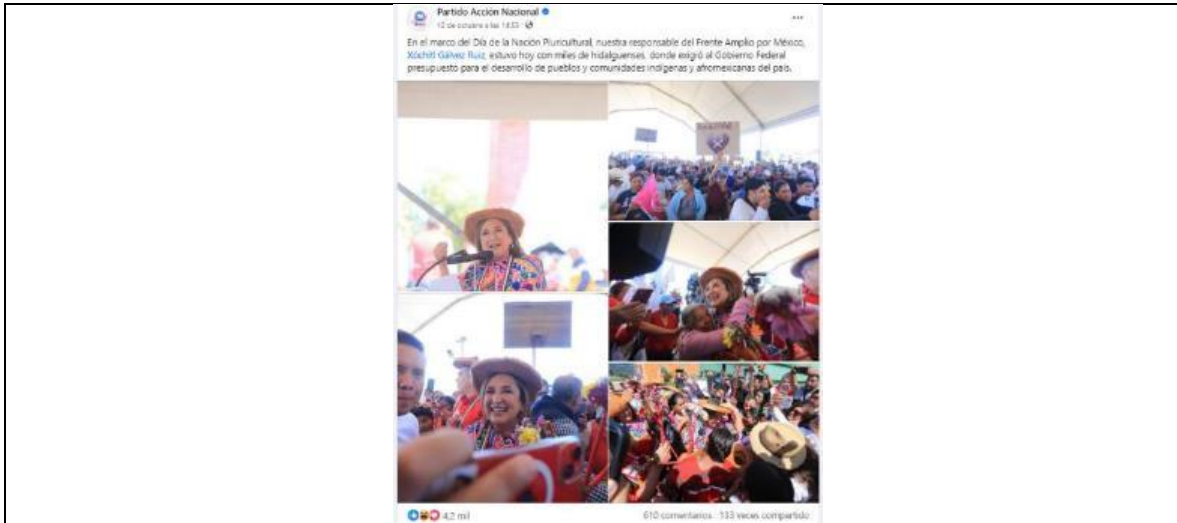 Partido Acción Nacional
12 de octubre a las 14:33
En el marco del Día de la Nación Pluricultural, nuestra responsable del Frente Amplio por México,
Xóchitl Gálvez Ruiz, estuvo hoy con miles de hidalguenses, donde exigió al Gobierno Federal
presupuesto para el desarrollo de pueblos y comunidades indígenas y afromexicanas del país.
4,2 mil
610 comentarios 133 veces compartido